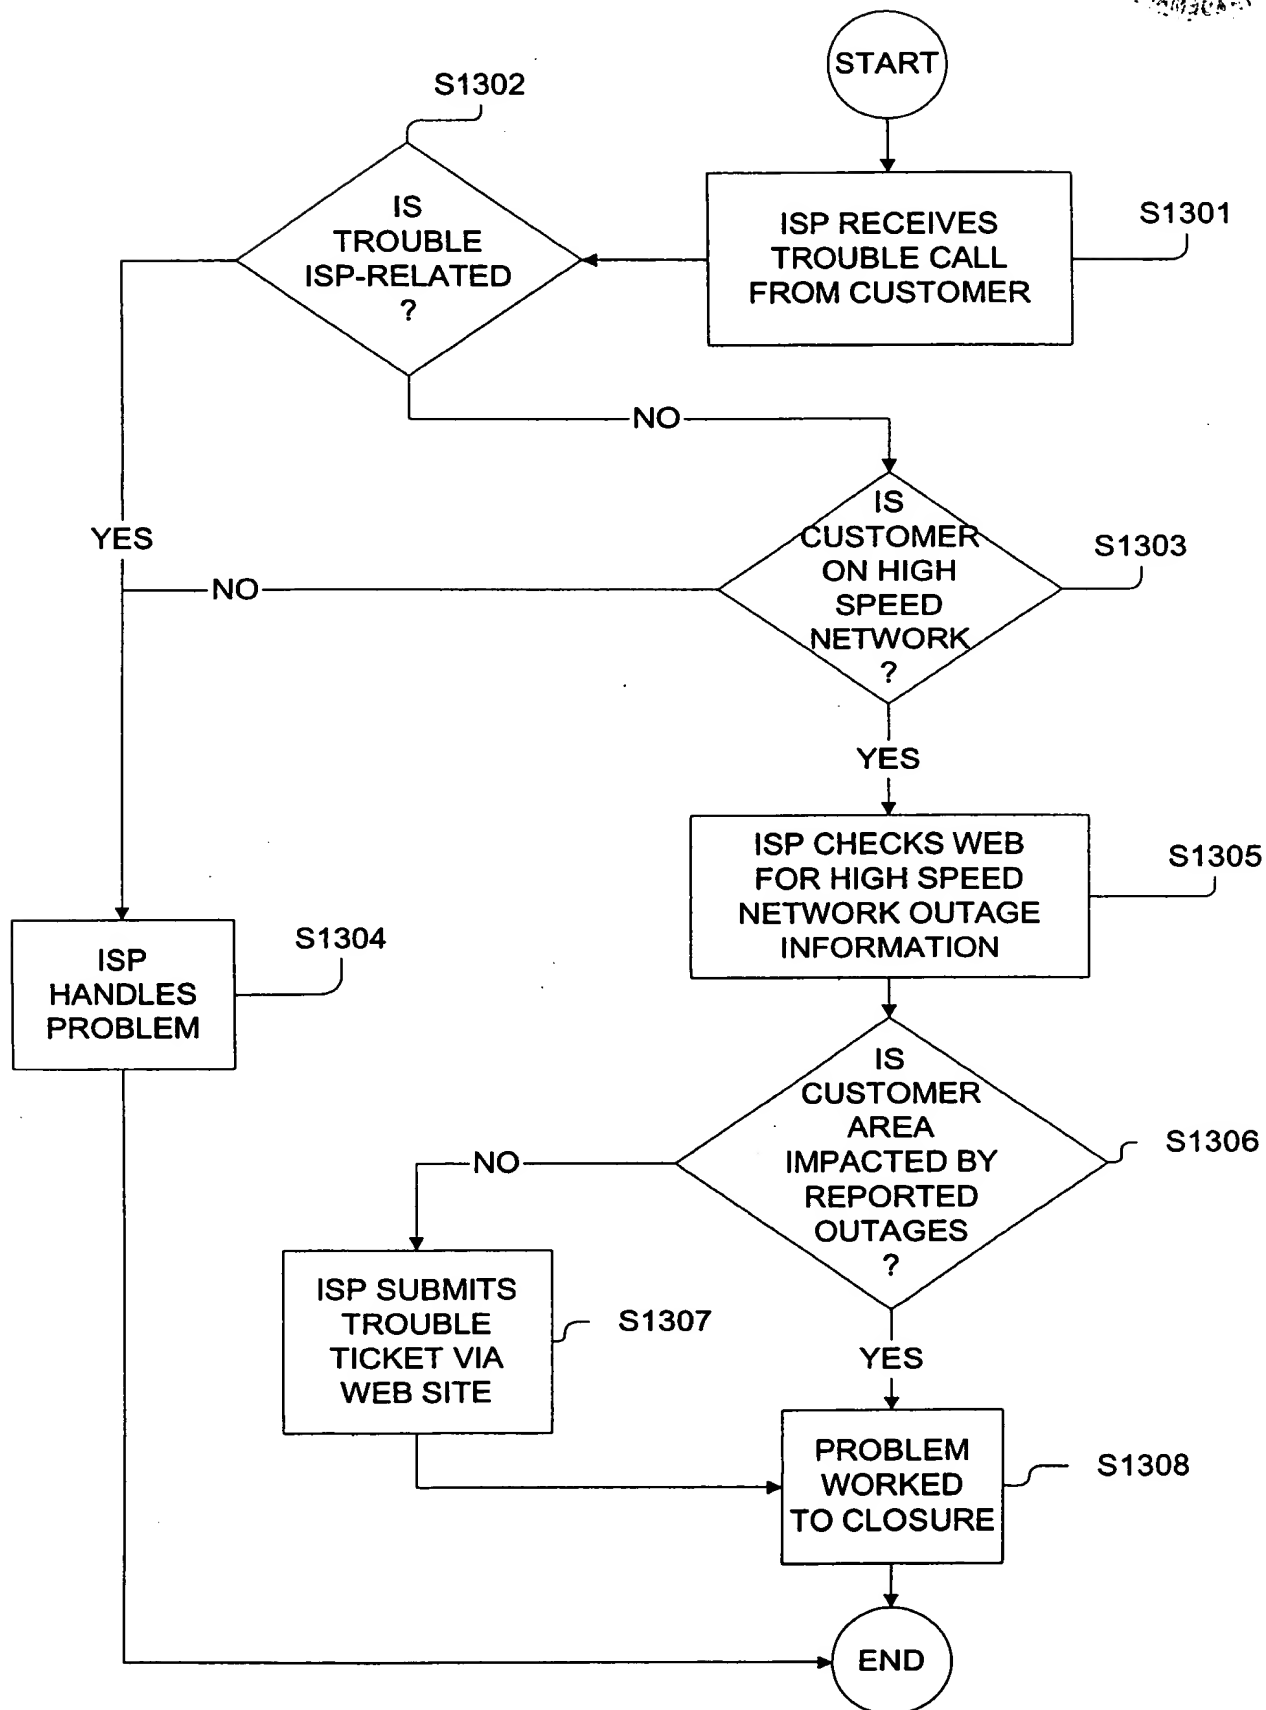 START
S1302
IS
TROUBLE
ISP-RELATED
?
ISP RECEIVES
TROUBLE CALL
FROM CUSTOMER
S1301
NO
YES
IS
CUSTOMER
ON HIGH
SPEED
NETWORK
?
S1303
NO
YES
ISP CHECKS WEB
FOR HIGH SPEED
NETWORK OUTAGE
INFORMATION
S1305
ISP
HANDLES
PROBLEM
S1304
IS
CUSTOMER
AREA
IMPACTED BY
REPORTED
OUTAGES
?
S1306
NO
ISP SUBMITS
TROUBLE
TICKET VIA
WEB SITE
S1307
YES
PROBLEM
WORKED
TO CLOSURE
S1308
END